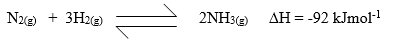 N₂(g) + 3H₂(g) ⇌ 2NH₃(g) ΔH = -92 kJmol⁻¹